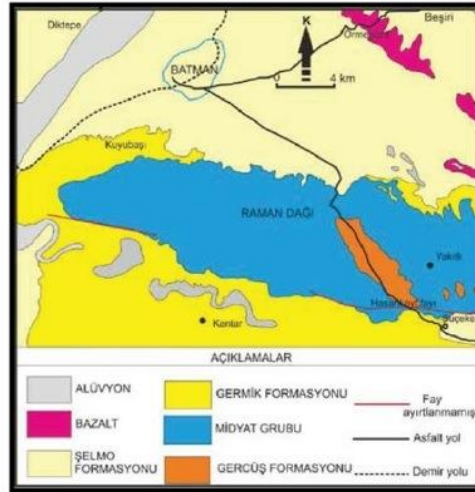 Diktepe
Beşiri
K
BATMAN
0 4 km
Kuyubaşı
RAMAN DAĞI
Yakıtlı
Kentar
AÇIKLAMALAR
ALÜVYON
BAZALT
ŞELMO
FORMASYONU
GERMİK FORMASYONU
MİDYAT GRUBU
GERCÜŞ FORMASYONU
Fay
ayırtlanmamış
Asfalt yol
Demir yolu